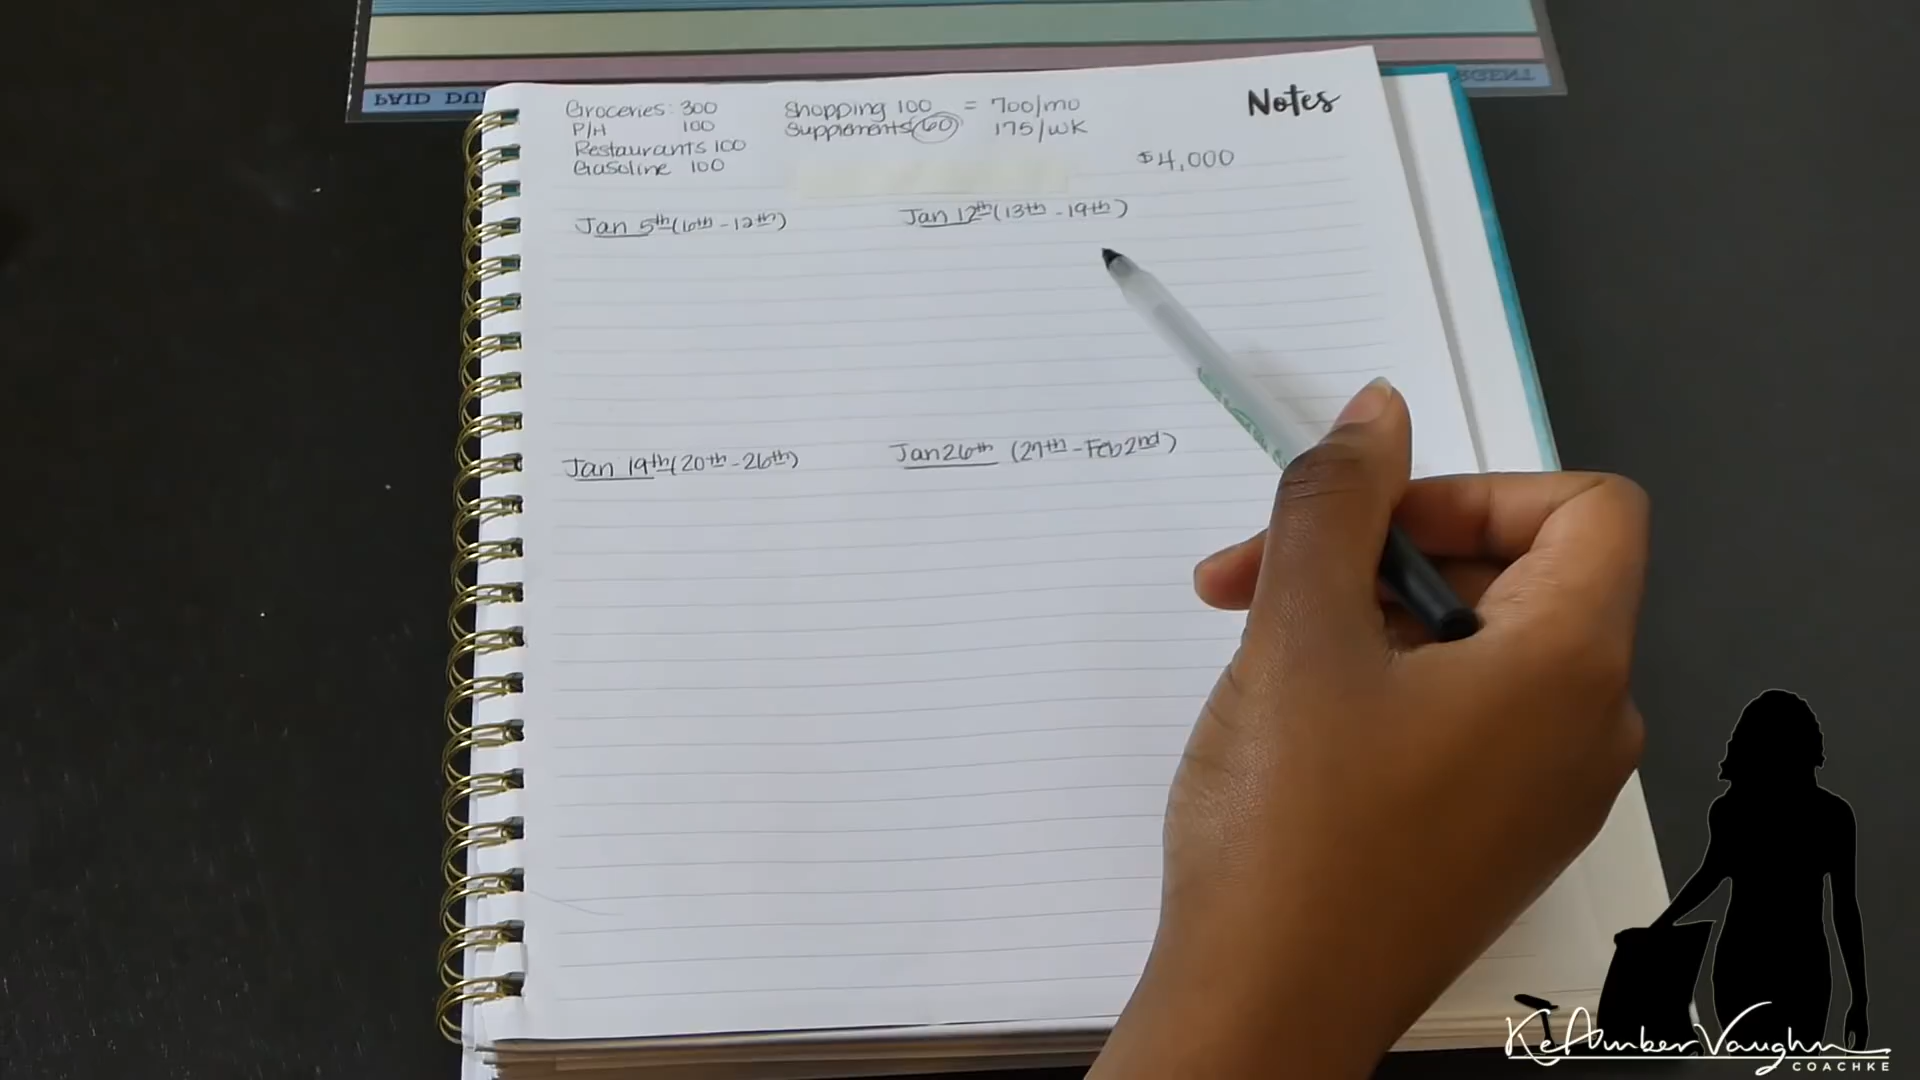 PAID DU
RGENT
Notes
Groceries: 300
P/H 100
Restaurants 100
Gasoline 100
Shopping 100 = 700/mo
Supplements 60 175/wk
$4,000
Jan 5th (6th - 12th)
Jan 12th (13th - 19th)
Jan 19th (20th - 26th)
Jan 26th (27th - Feb 2nd)
KeAmber Vaughn
COACHKE